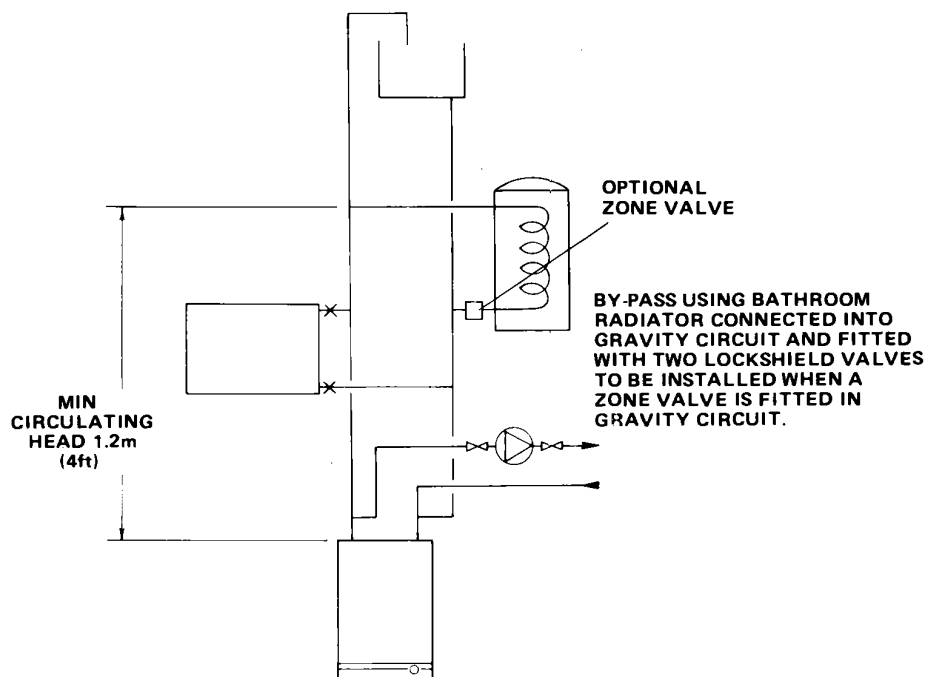 OPTIONAL
ZONE VALVE
BY-PASS USING BATHROOM
RADIATOR CONNECTED INTO
GRAVITY CIRCUIT AND FITTED
WITH TWO LOCKSHIELD VALVES
TO BE INSTALLED WHEN A
ZONE VALVE IS FITTED IN
GRAVITY CIRCUIT.
MIN
CIRCULATING
HEAD 1.2m
(4ft)